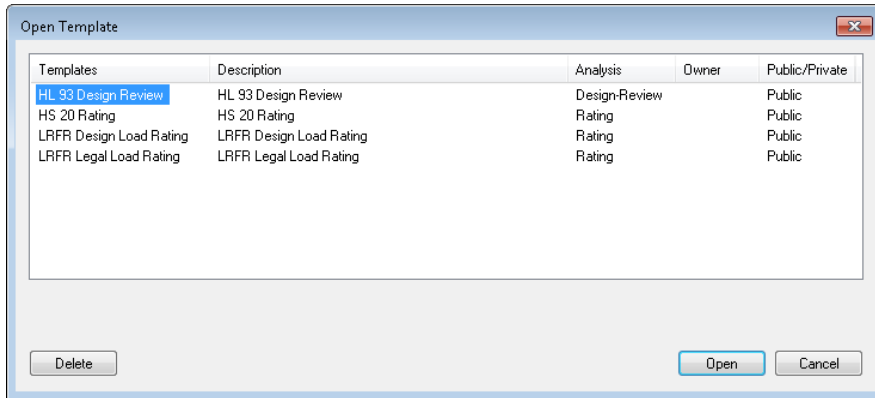 Open Template
Templates Description Analysis Owner Public/Private
HL 93 Design Review HL 93 Design Review Design-Review Public
HS 20 Rating HS 20 Rating Rating Public
LRFR Design Load Rating LRFR Design Load Rating Rating Public
LRFR Legal Load Rating LRFR Legal Load Rating Rating Public
Delete Open Cancel